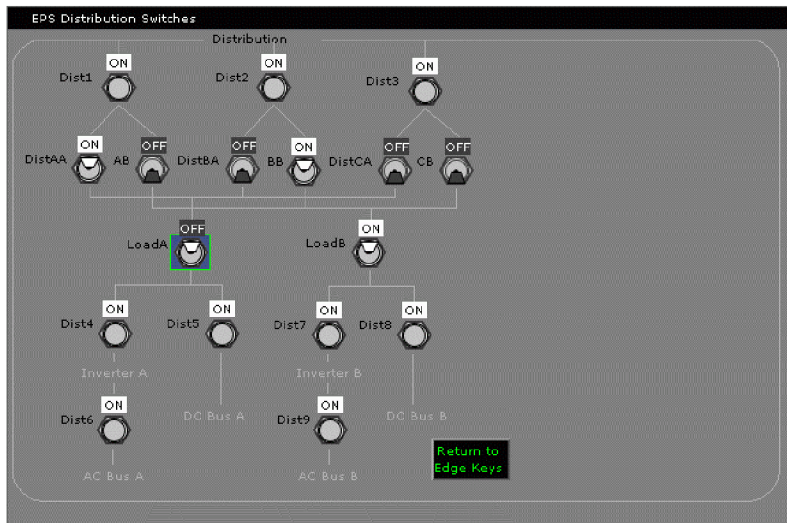 EPS Distribution Switches
Distribution
ON ON ON
Dist1 Dist2 Dist3
ON OFF OFF ON OFF OFF
DistAA AB DistBA BB DistCA CB
OFF ON
LoadA LoadB
ON ON ON ON
Dist4 Dist5 Dist7 Dist8
Inverter A Inverter B
ON ON
Dist6 DC Bus A Dist9 DC Bus B
Return to
Edge Keys
AC Bus A AC Bus B